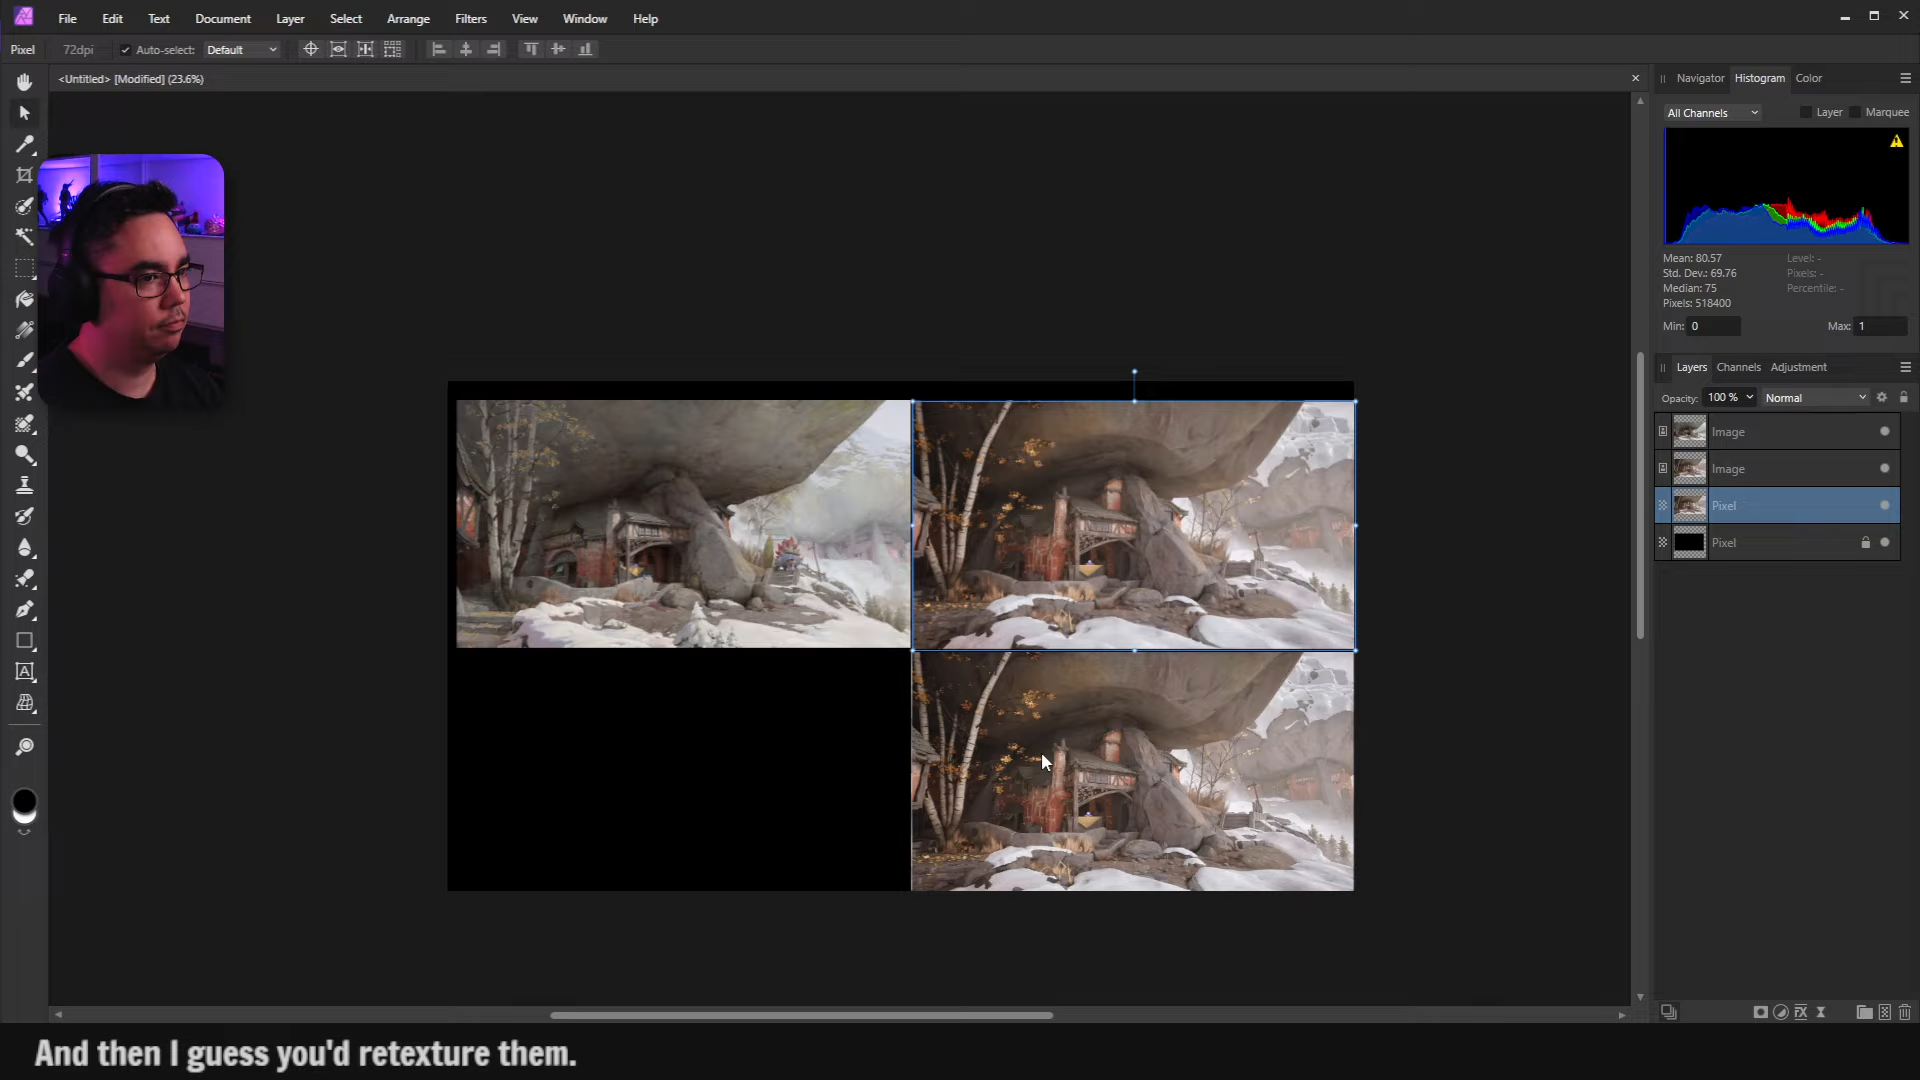 File Edit Text Document Layer Select Arrange Filters View Window Help
Pixel 72dpi Auto-select: Default
<Untitled> [Modified] (23.6%)
Navigator Histogram Color
All Channels Layer Marquee
Mean: 80.57 Level: -
Std. Dev.: 69.76 Pixels: -
Median: 75 Percentile: -
Pixels: 518400
Min: 0 Max: 1
Layers Channels Adjustment
Opacity: 100 % Normal
Image
Image
Pixel
Pixel
And then I guess you'd retexture them.